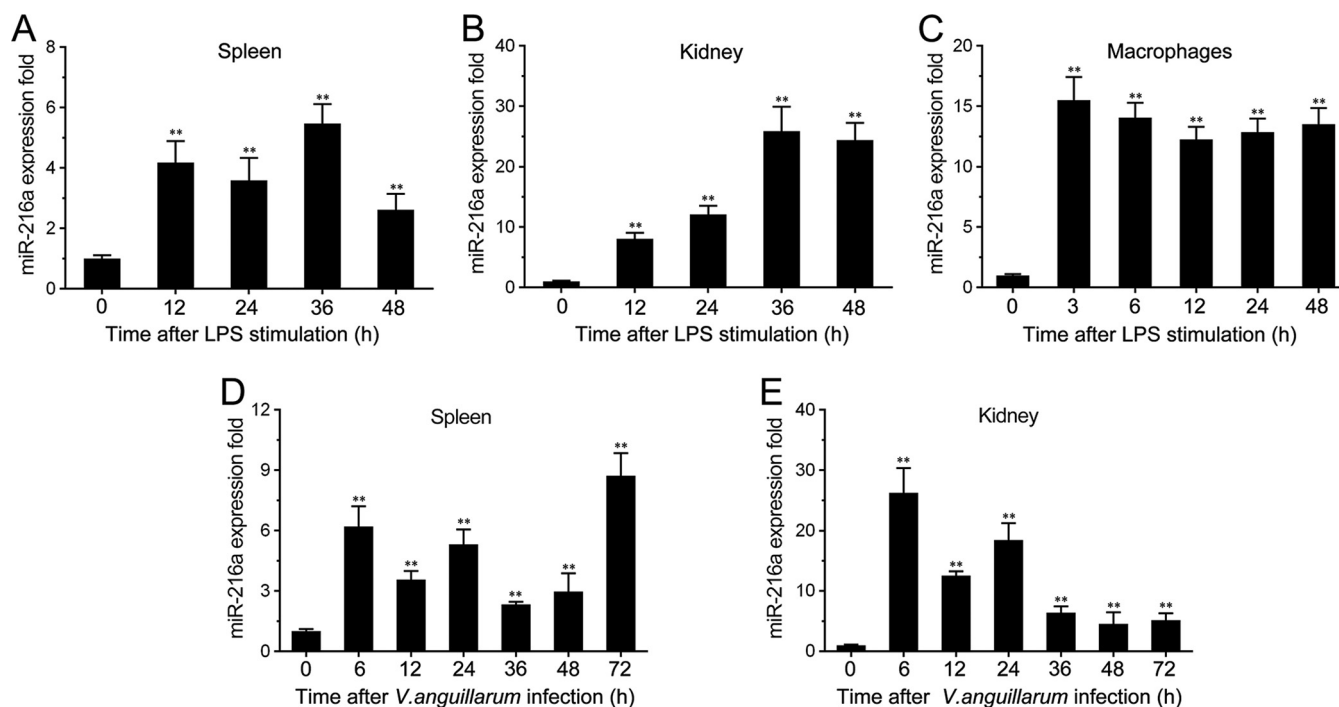 A
Spleen
miR-216a expression fold
8
6
4
2
0
** ** ** **
0 12 24 36 48
Time after LPS stimulation (h)
B
Kidney
miR-216a expression fold
40
30
20
10
0
** ** ** **
0 12 24 36 48
Time after LPS stimulation (h)
C
Macrophages
miR-216a expression fold
20
15
10
5
0
** ** ** ** **
0 3 6 12 24 48
Time after LPS stimulation (h)
D
Spleen
miR-216a expression fold
12
9
6
3
0
** ** ** ** ** **
0 6 12 24 36 48 72
Time after V.anguillarum infection (h)
E
Kidney
miR-216a expression fold
40
30
20
10
0
** ** ** ** ** **
0 6 12 24 36 48 72
Time after V.anguillarum infection (h)